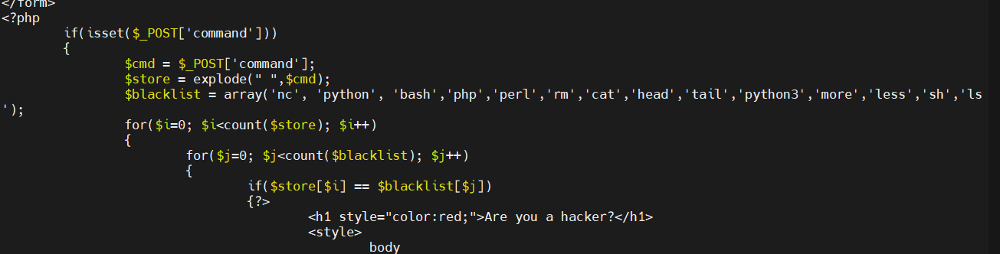 </form>
<?php
if(isset($_POST['command']))
{
$cmd = $_POST['command'];
$store = explode(" ",$cmd);
$blacklist = array('nc', 'python', 'bash','php','perl','rm','cat','head','tail','python3','more','less','sh','ls
');
for($i=0; $i<count($store); $i++)
{
for($j=0; $j<count($blacklist); $j++)
{
if($store[$i] == $blacklist[$j])
{?>
<h1 style="color:red;">Are you a hacker?</h1>
<style>
body